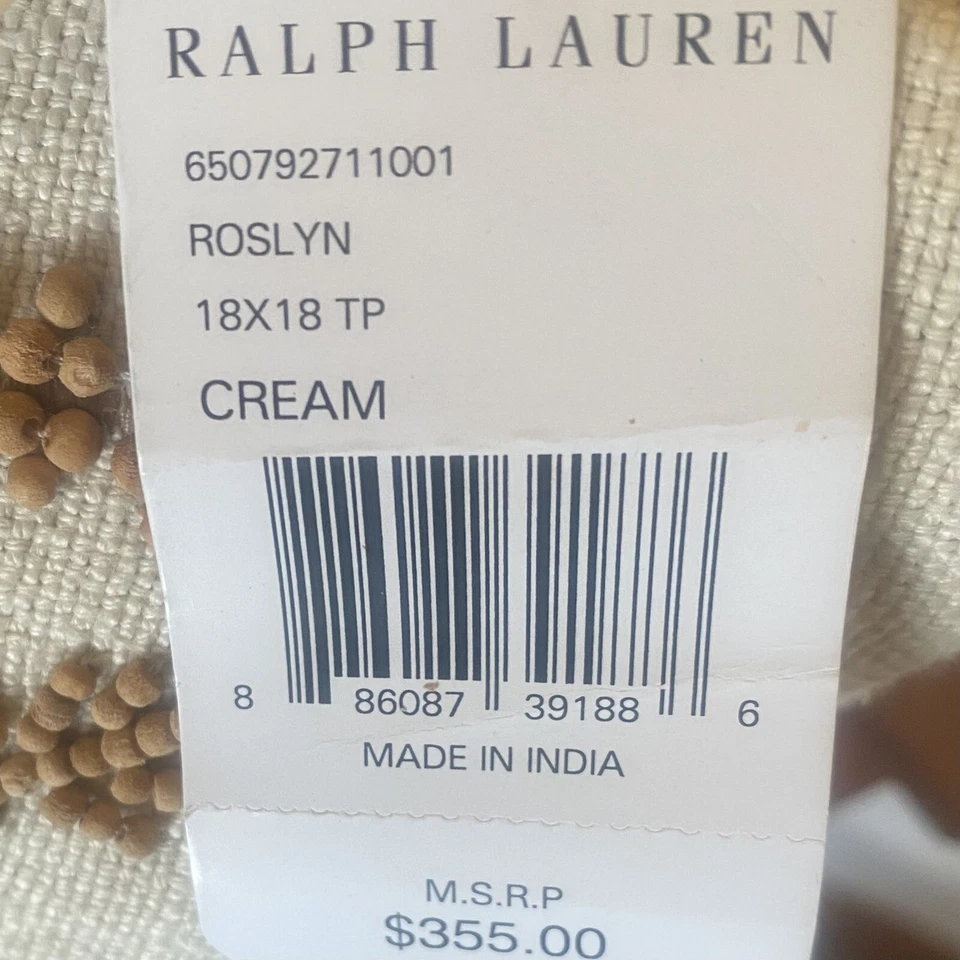 RALPH LAUREN
650792711001
ROSLYN
18X18 TP
CREAM
8 86087 39188 6
MADE IN INDIA
M.S.R.P
$355.00